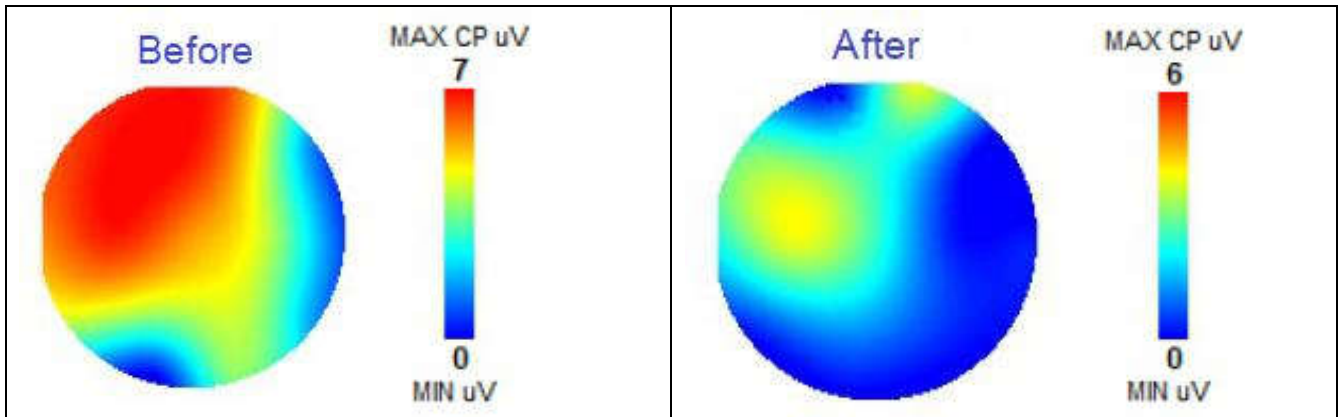 Before
MAX CP uV
7
0
MIN uV
After
MAX CP uV
6
0
MIN uV